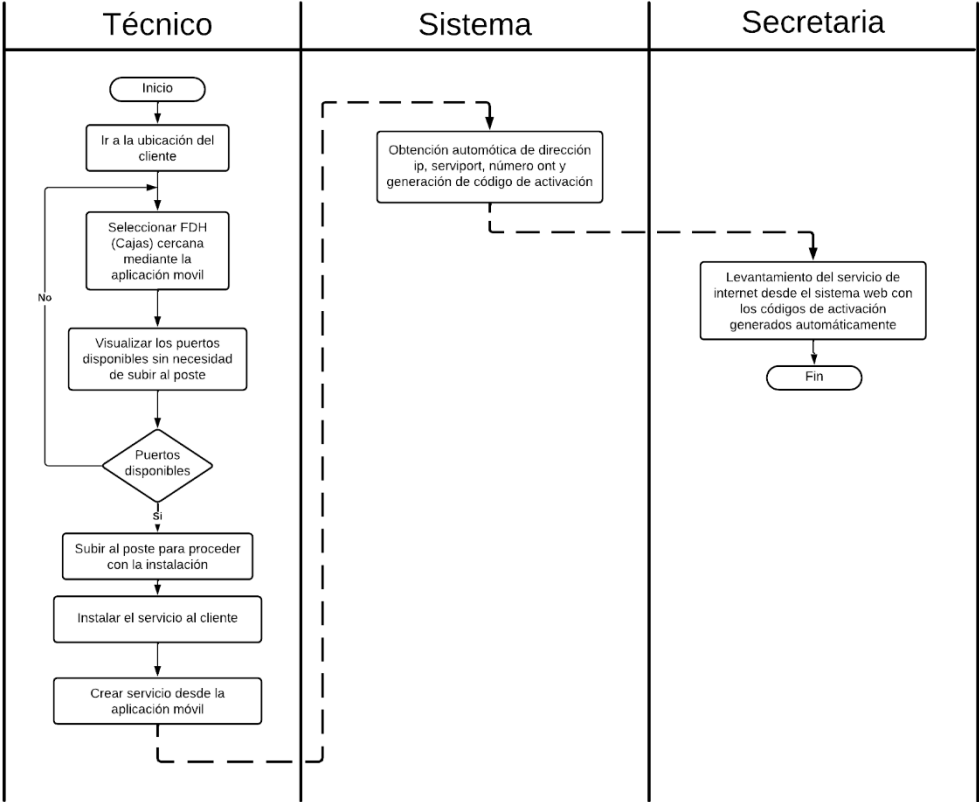 Técnico
Sistema
Secretaria
Inicio
Ir a la ubicación del
cliente
Seleccionar FDH
(Cajas) cercana
mediante la
aplicación movil
No
Visualizar los puertos
disponibles sin necesidad
de subir al poste
Puertos
disponibles
Si
Subir al poste para proceder
con la instalación
Instalar el servicio al cliente
Crear servicio desde la
aplicación móvil
Obtención automótica de dirección
ip, serviport, número ont y
generación de código de activación
Levantamiento del servicio de
internet desde el sistema web con
los códigos de activación
generados automáticamente
Fin